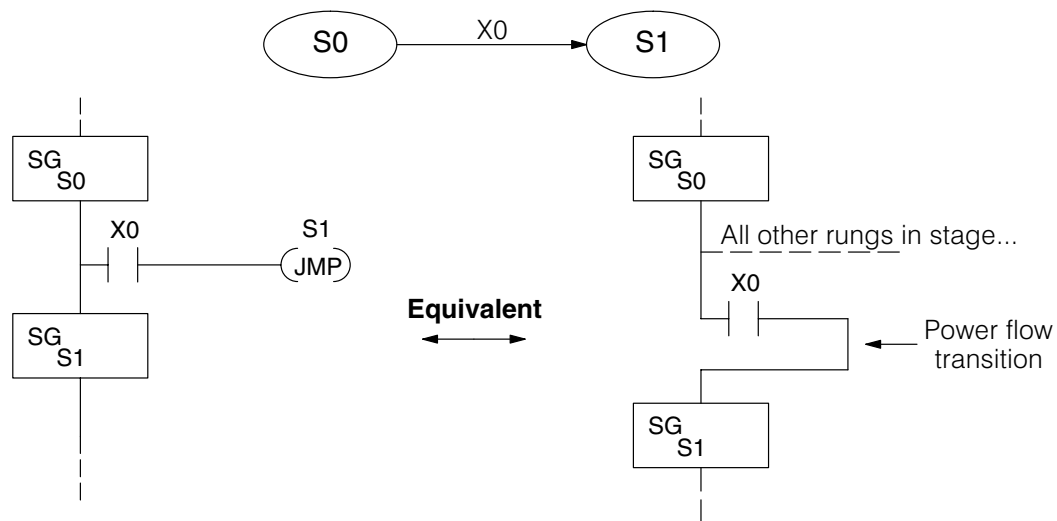 S0
X0
S1
SG
S0
X0
S1
JMP
SG
S1
Equivalent
SG
S0
All other rungs in stage...
X0
Power flow
transition
SG
S1